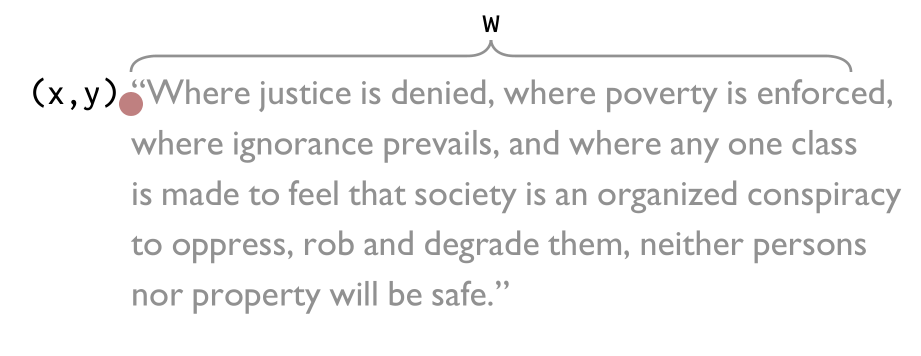 w
(x,y)
“Where justice is denied, where poverty is enforced,
where ignorance prevails, and where any one class
is made to feel that society is an organized conspiracy
to oppress, rob and degrade them, neither persons
nor property will be safe.”